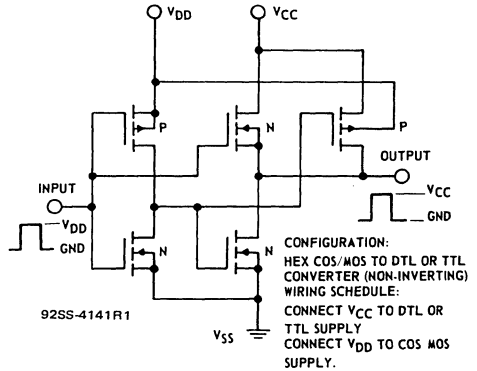 VDD
VCC
P
N
P
INPUT
OUTPUT
VDD
GND
VCC
GND
N
N
CONFIGURATION:
HEX COS/MOS TO DTL OR TTL
CONVERTER (NON-INVERTING)
WIRING SCHEDULE:
CONNECT VCC TO DTL OR
TTL SUPPLY
CONNECT VDD TO COS MOS
SUPPLY.
92SS-4141R1
VSS